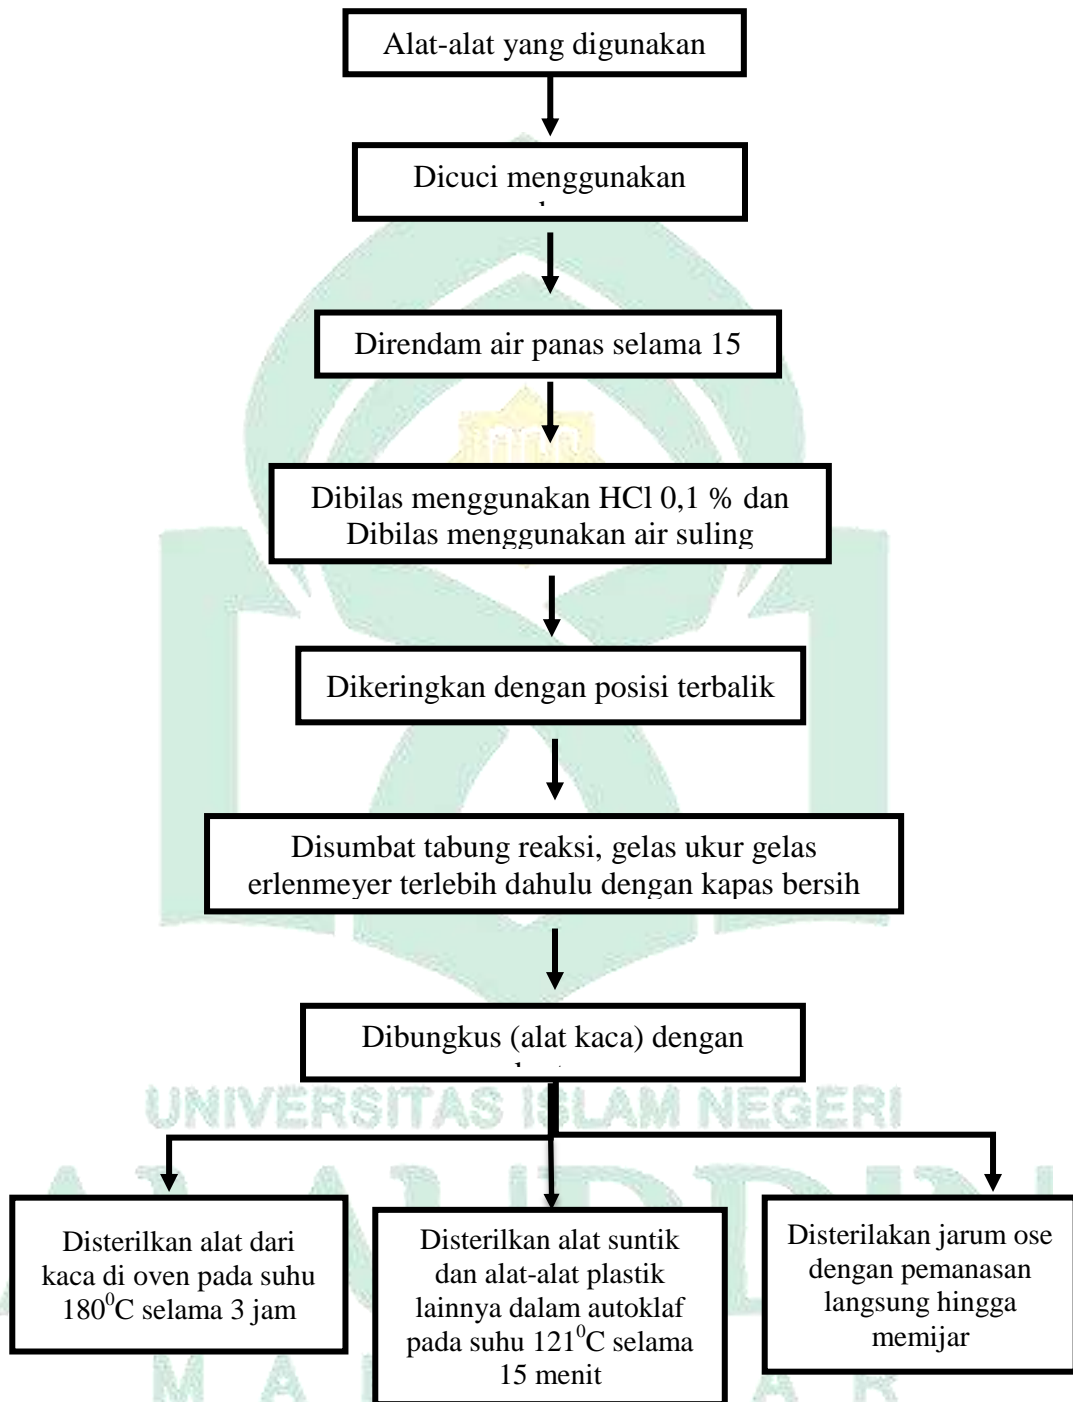 Alat-alat yang digunakan
Dicuci menggunakan
Direndam air panas selama 15
Dibilas menggunakan HCl 0,1 % dan
Dibilas menggunakan air suling
Dikeringkan dengan posisi terbalik
Disumbat tabung reaksi, gelas ukur gelas
erlenmeyer terlebih dahulu dengan kapas bersih
Dibungkus (alat kaca) dengan
UNIVERSITAS ISLAM NEGERI
Disterilkan alat dari
kaca di oven pada suhu
180⁰C selama 3 jam
Disterilkan alat suntik
dan alat-alat plastik
lainnya dalam autoklaf
pada suhu 121⁰C selama
15 menit
Disterilakan jarum ose
dengan pemanasan
langsung hingga
memijar